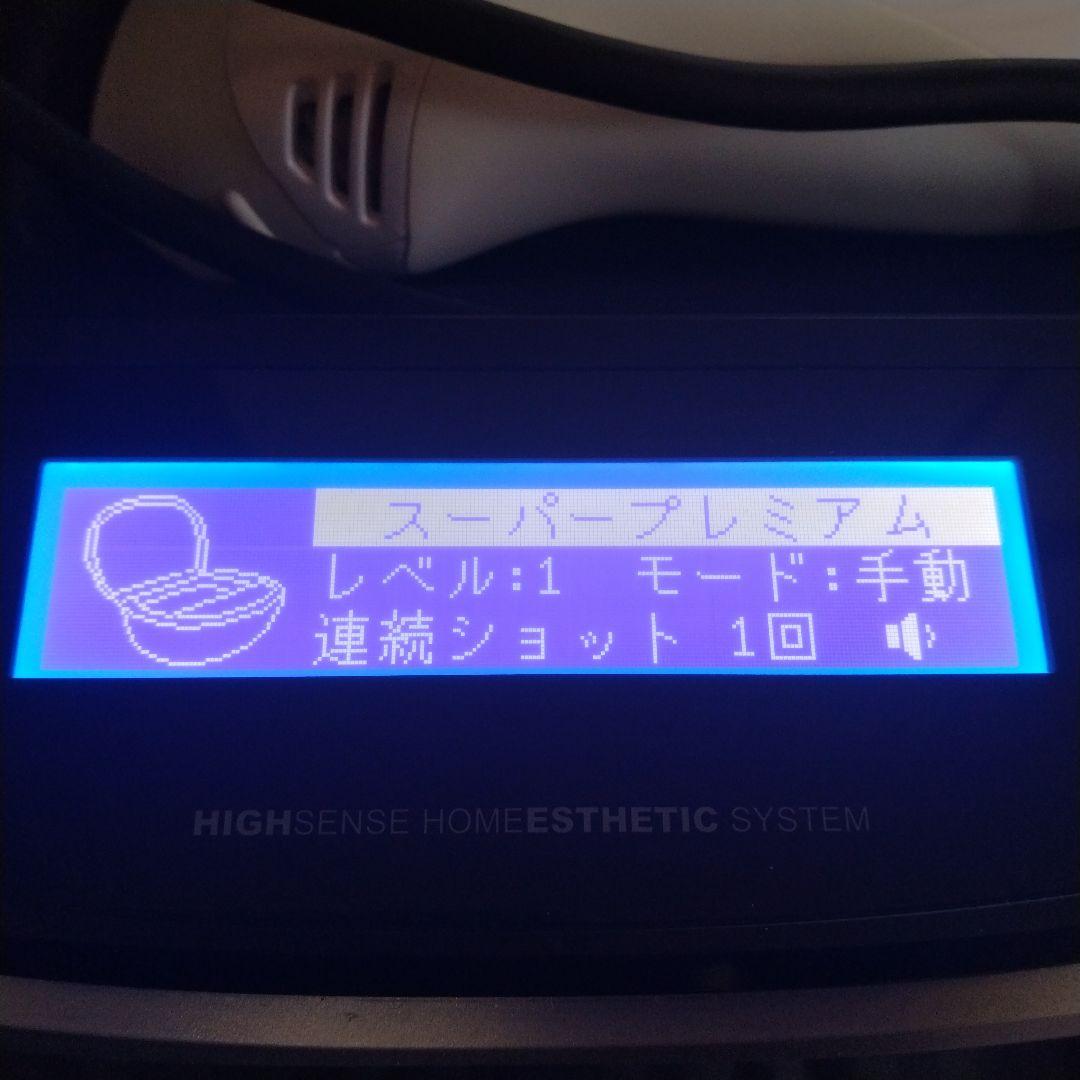 スーパープレミアム
レベル:1 モード:手動
連続ショット 1回
HIGHSENSE HOMEESTHETIC SYSTEM